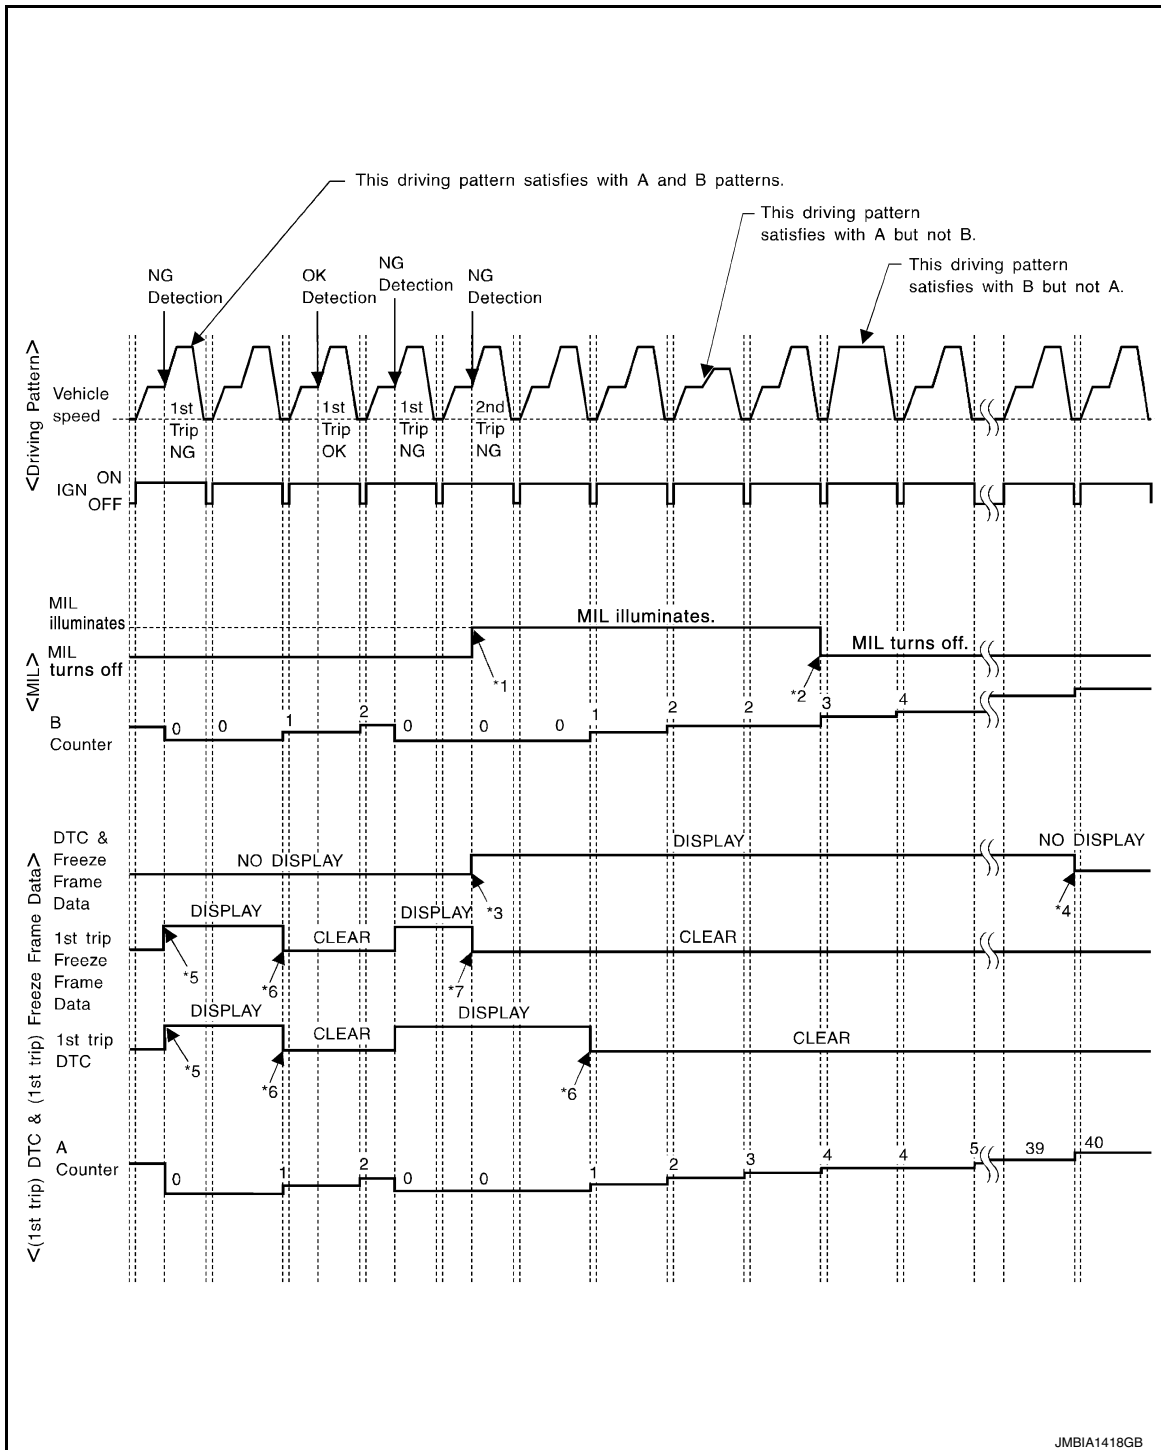 This driving pattern satisfies with A and B patterns.
This driving pattern
satisfies with A but not B.
This driving pattern
satisfies with B but not A.
NG
Detection
OK
Detection
NG
Detection
NG
Detection
<Driving Pattern>
Vehicle
speed
1st
Trip
NG
1st
Trip
OK
1st
Trip
NG
2nd
Trip
NG
IGN
ON
OFF
<MIL>
MIL
illuminates
MIL illuminates.
MIL
turns off
MIL turns off.
*1
*2
B
Counter
0 0 1 2 0 0 0 1 2 2 3 4
<(1st trip) DTC & (1st trip) Freeze Frame Data>
DTC &
Freeze
Frame
Data
NO DISPLAY
DISPLAY
NO DISPLAY
*3
*4
1st trip
Freeze
Frame
Data
DISPLAY
CLEAR
DISPLAY
CLEAR
*5
*6
*7
1st trip
DTC
DISPLAY
CLEAR
DISPLAY
CLEAR
*5
*6
*6
A
Counter
0 1 2 0 0 1 2 3 4 4 5 39 40
JMBIA1418GB